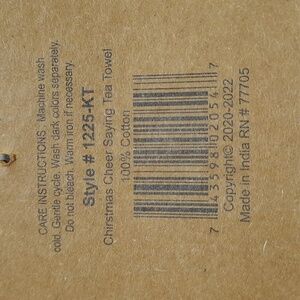 CARE INSTRUCTIONS Machine wash
cold. Gentle cycle. Wash dark colors separately.
Do not bleach. Warm iron if necessary.
Style # 1225-KT
Chirstmas Cheer Saying Tea Towel
100% Cotton
7 43598 02054 7
Copyright© 2020-2022
Made in India RN # 77705